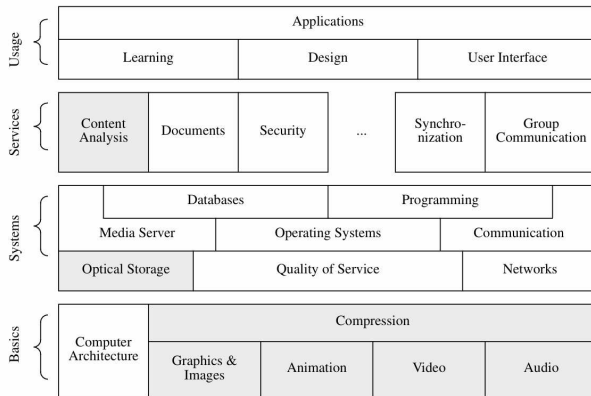 Usage
Applications
Learning
Design
User Interface
Services
Content
Analysis
Documents
Security
...
Synchro-
nization
Group
Communication
Systems
Databases
Programming
Media Server
Operating Systems
Communication
Optical Storage
Quality of Service
Networks
Basics
Computer
Architecture
Compression
Graphics &
Images
Animation
Video
Audio